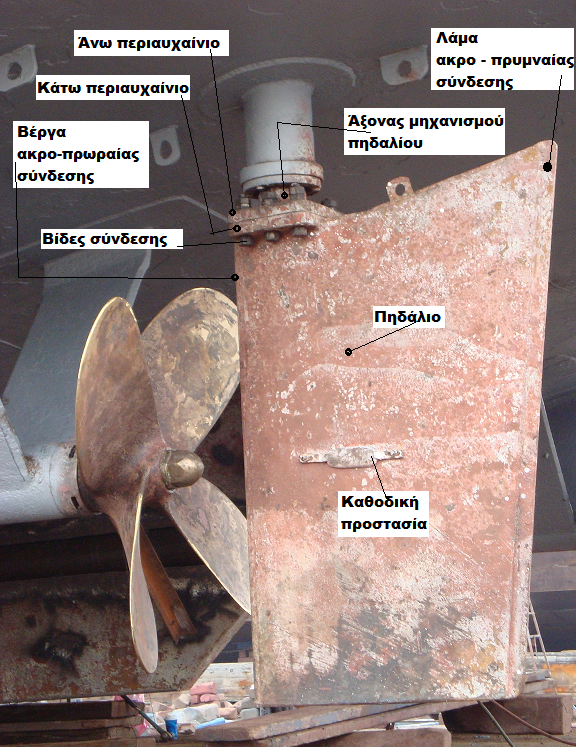 Άνω περιαυχαίνιο
Λάμα
ακρο - πρυμναίας
σύνδεσης
Κάτω περιαυχαίνιο
Άξονας μηχανισμού
πηδαλίου
Βέργα
ακρο-πρωραίας
σύνδεσης
Βίδες σύνδεσης
Πηδάλιο
Καθοδική
προστασία